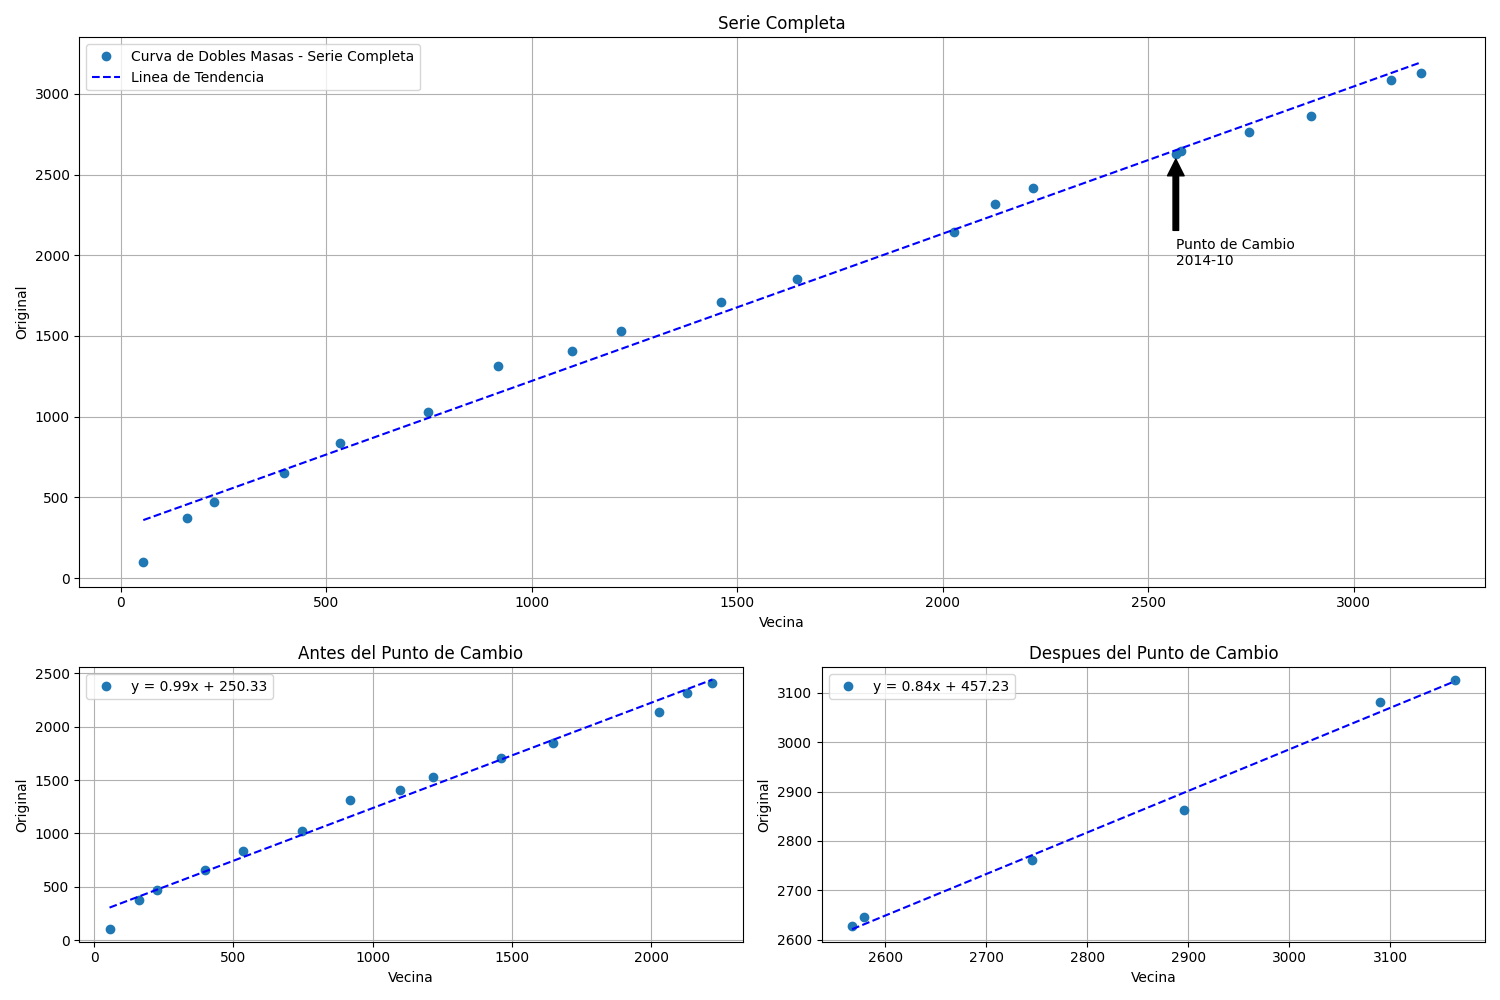 Serie Completa
Curva de Dobles Masas - Serie Completa
Linea de Tendencia
3000
2500
2000
1500
1000
500
0
Original
Punto de Cambio
2014-10
0 500 1000 1500 2000 2500 3000
Vecina
Antes del Punto de Cambio
y = 0.99x + 250.33
2500
2000
1500
1000
500
0
Original
0 500 1000 1500 2000
Vecina
Despues del Punto de Cambio
y = 0.84x + 457.23
3100
3000
2900
2800
2700
2600
Original
2600 2700 2800 2900 3000 3100
Vecina